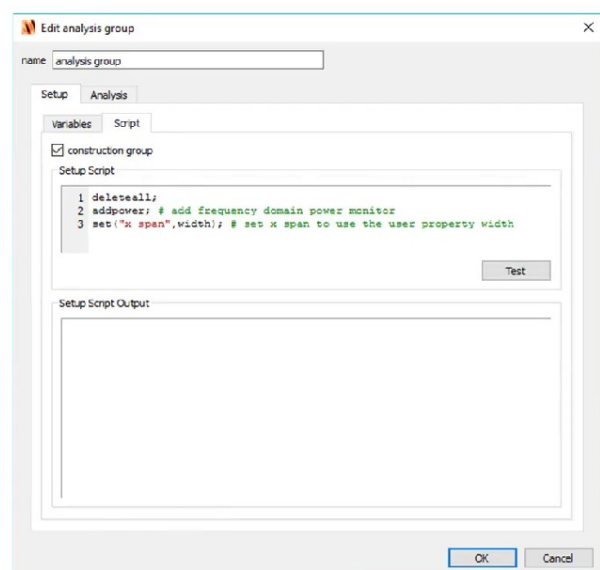 Edit analysis group
name analysis group
Setup Analysis
Variables Script
construction group
Setup Script
1 deleteall;
2 addpower; # add frequency domain power monitor
3 set("x span",width); # set x span to use the user property width
Test
Setup Script Output
OK Cancel